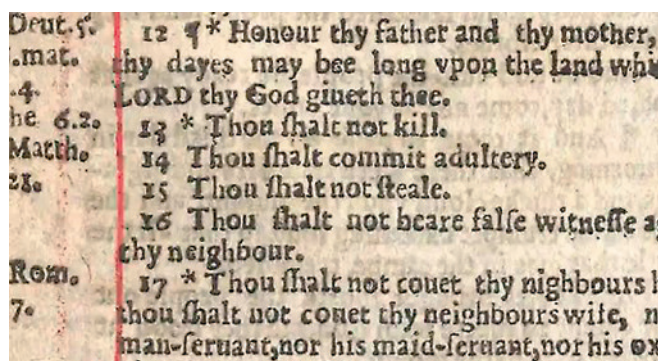 Deut. 5.
12 ¶ * Honour thy father and thy mother,
.mat.
thy dayes may bee long vpon the land whi
.4.
LORD thy God giueth thee.
he 6.2.
13 * Thou ſhalt not kill.
Matth.
14 Thou ſhalt commit adultery.
21.
15 Thou ſhalt not ſteale.
16 Thou ſhalt not beare falſe witneſſe a
thy neighbour.
Rom.
17 * Thou ſhalt not couet thy nighbours h
7.
thou ſhalt not couet thy neighbours wife, n
man-ſeruant,nor his maid-ſeruant,nor his ox